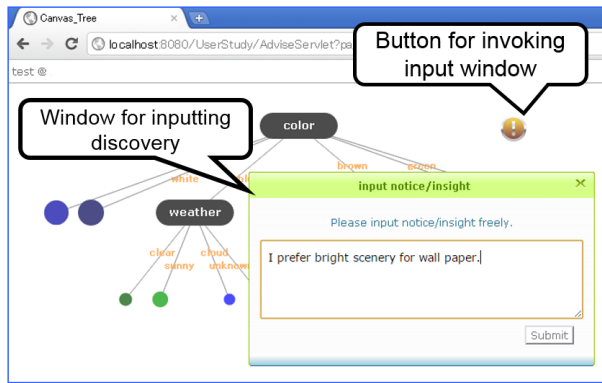 Canvas_Tree
localhost:8080/UserStudy/AdviseServlet?pa
Button for invoking
input window
test @
Window for inputting
discovery
color
brown
green
white
input notice/insight
weather
Please input notice/insight freely.
clear
cloud
sunny
unknown
I prefer bright scenery for wall paper.
Submit